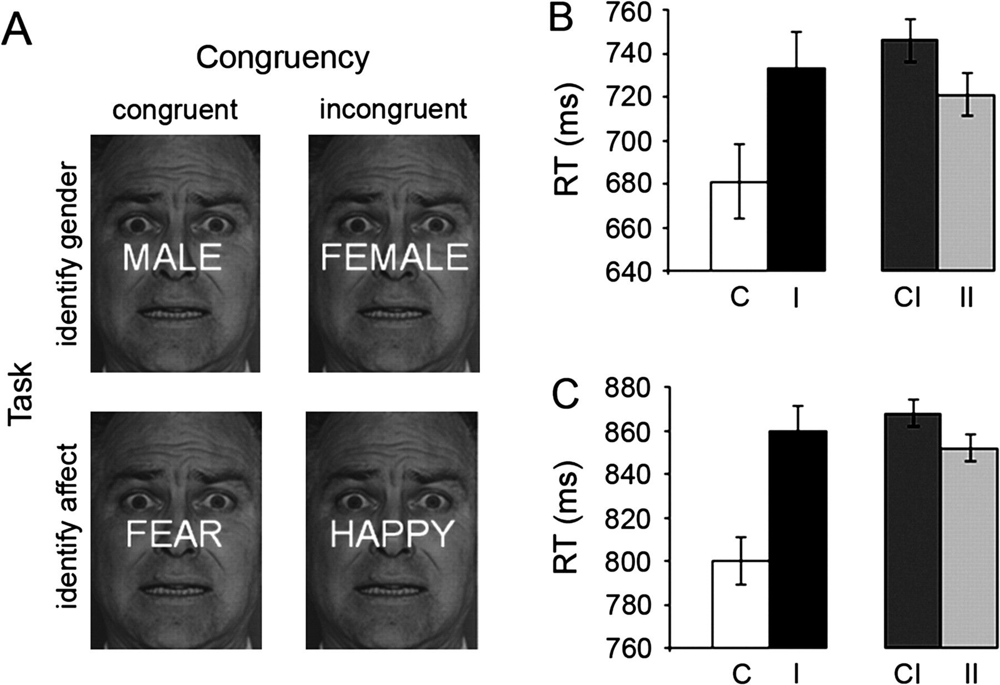 A
Congruency
congruent incongruent
Task
identify gender
MALE FEMALE
identify affect
FEAR HAPPY
B
RT (ms)
760
740
720
700
680
660
640
C I CI II
C
RT (ms)
880
860
840
820
800
780
760
C I CI II